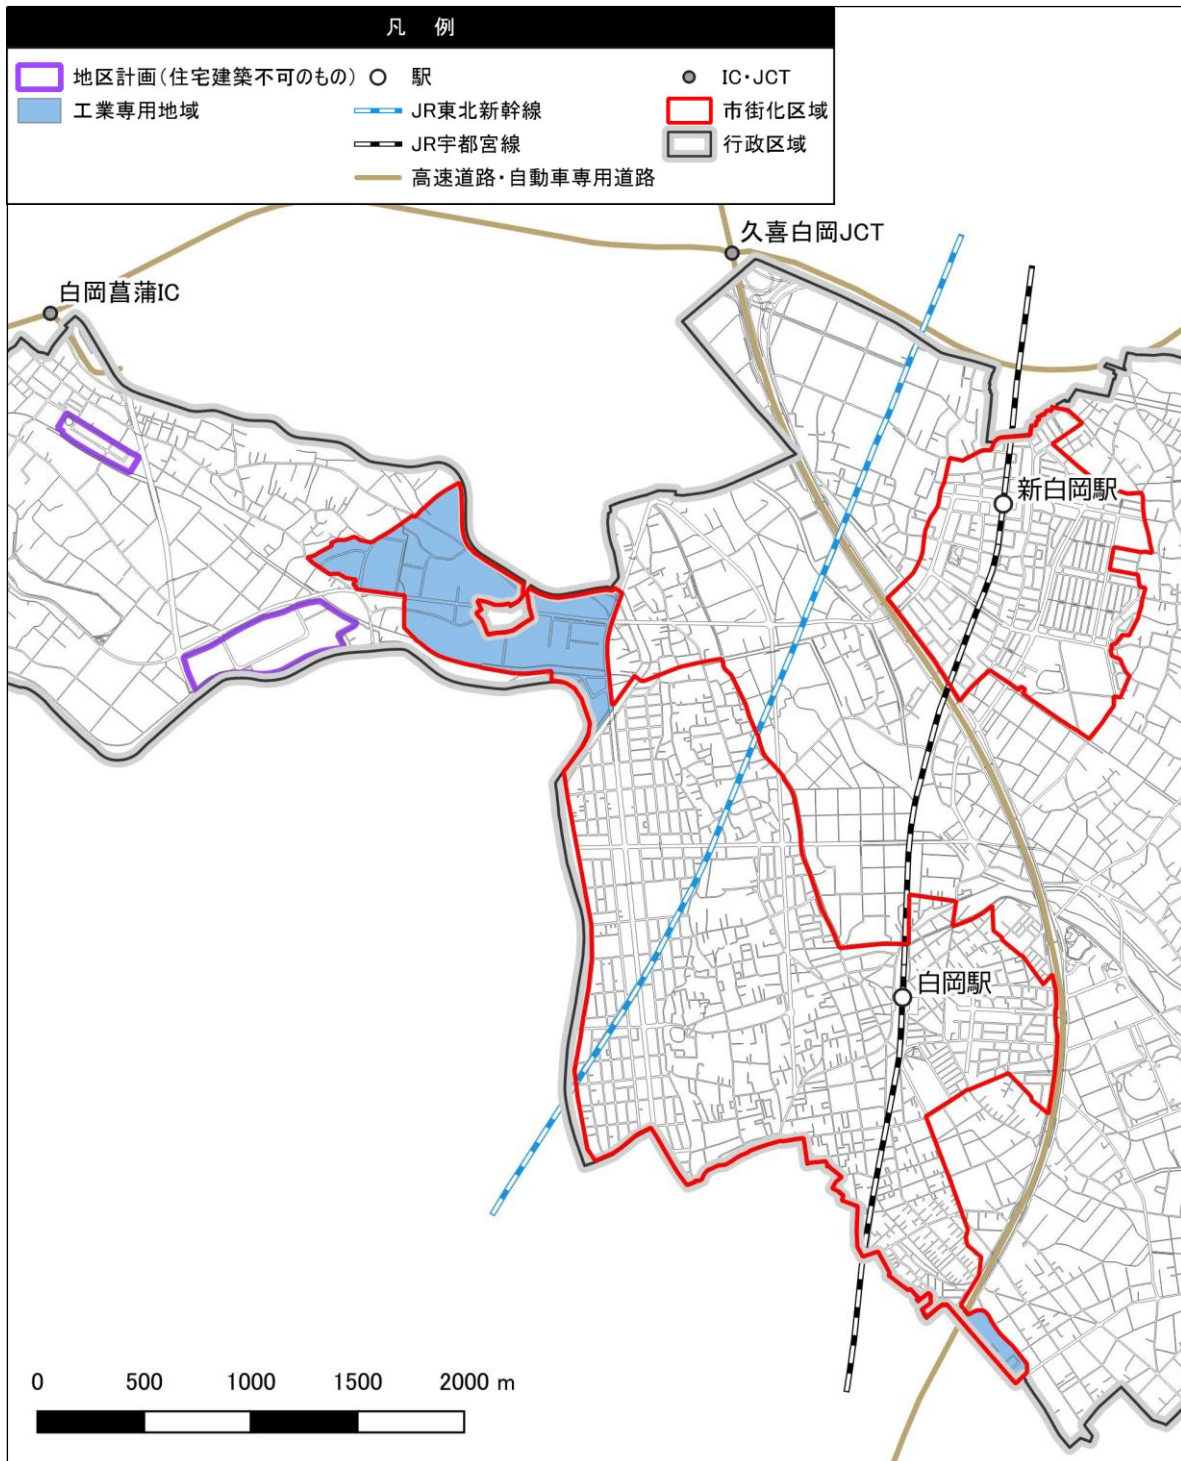 凡 例
地区計画(住宅建築不可のもの)
工業専用地域
駅
JR東北新幹線
JR宇都宮線
高速道路・自動車専用道路
IC・JCT
市街化区域
行政区域
久喜白岡JCT
白岡菖蒲IC
新白岡駅
白岡駅
0 500 1000 1500 2000 m